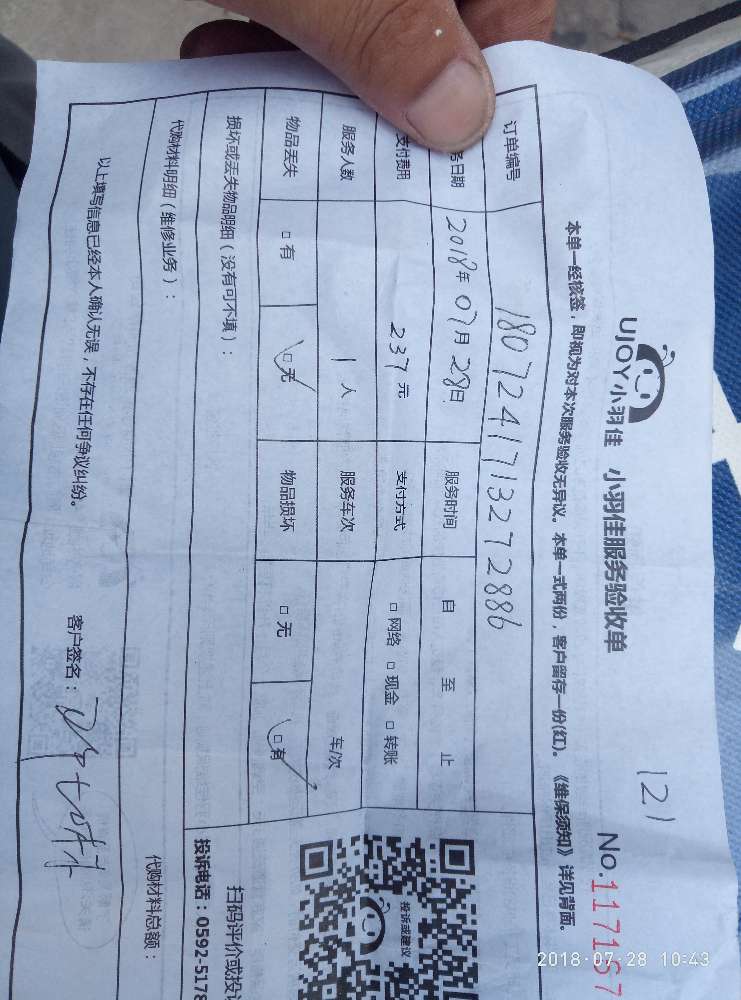 121
UJOY小羽佳 小羽佳服务验收单
No.1171157
本单一经核签，即视为对本次服务验收无异议。本单一式两份，客户留存一份(红)。《维保须知》详见背面。
订单编号 1807241713272886
务日期 2018年07月28日 服务时间 自 至 止
支付费用 237元 支付方式 □网络 □现金 □转账
服务人数 1人 服务车次 车/次
物品丢失 □有 □无 物品损坏 □无 □有
损坏或丢失物品明细（没有可不填）：
代购材料明细（维修业务）：
代购材料总额：
以上填写信息已经本人确认无误，不存在任何争议纠纷。
客户签名：
投诉或建议
扫码评价或投
投诉电话：0592-5178
2018-07-28 10:43